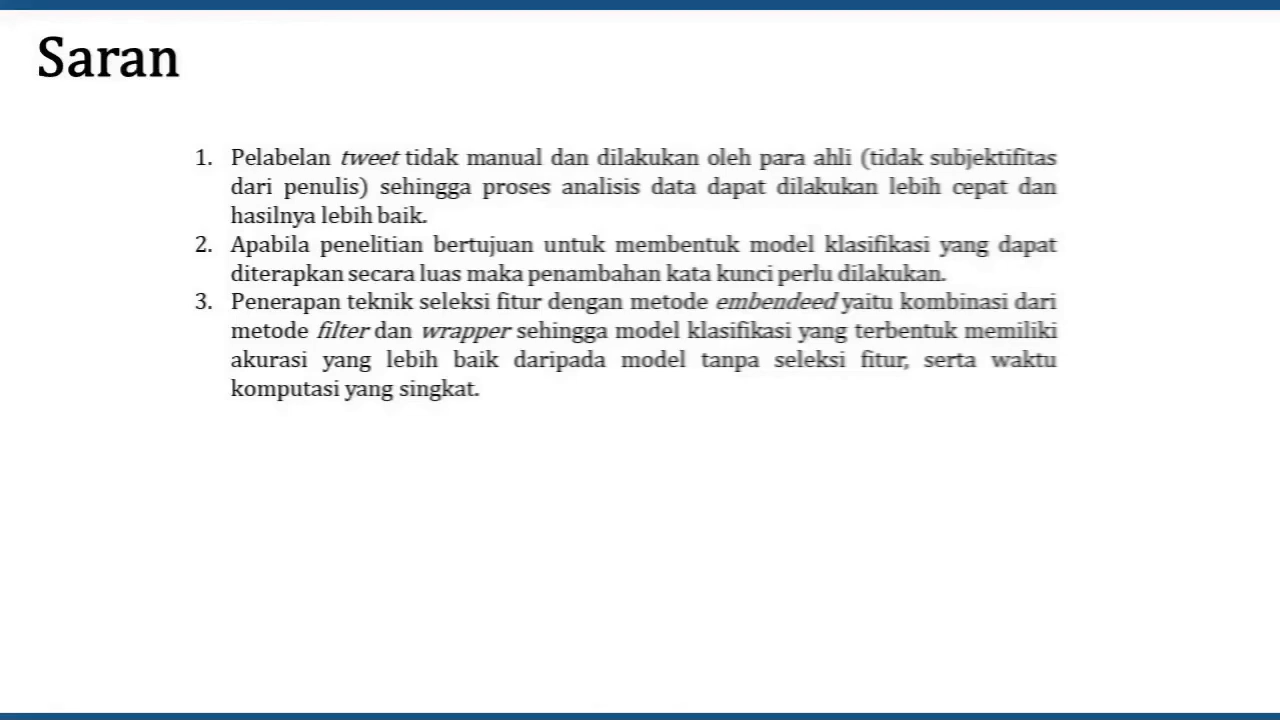 Saran
1. Pelabelan tweet tidak manual dan dilakukan oleh para ahli (tidak subjektifitas
dari penulis) sehingga proses analisis data dapat dilakukan lebih cepat dan
hasilnya lebih baik.
2. Apabila penelitian bertujuan untuk membentuk model klasifikasi yang dapat
diterapkan secara luas maka penambahan kata kunci perlu dilakukan.
3. Penerapan teknik seleksi fitur dengan metode embendeed yaitu kombinasi dari
metode filter dan wrapper sehingga model klasifikasi yang terbentuk memiliki
akurasi yang lebih baik daripada model tanpa seleksi fitur, serta waktu
komputasi yang singkat.